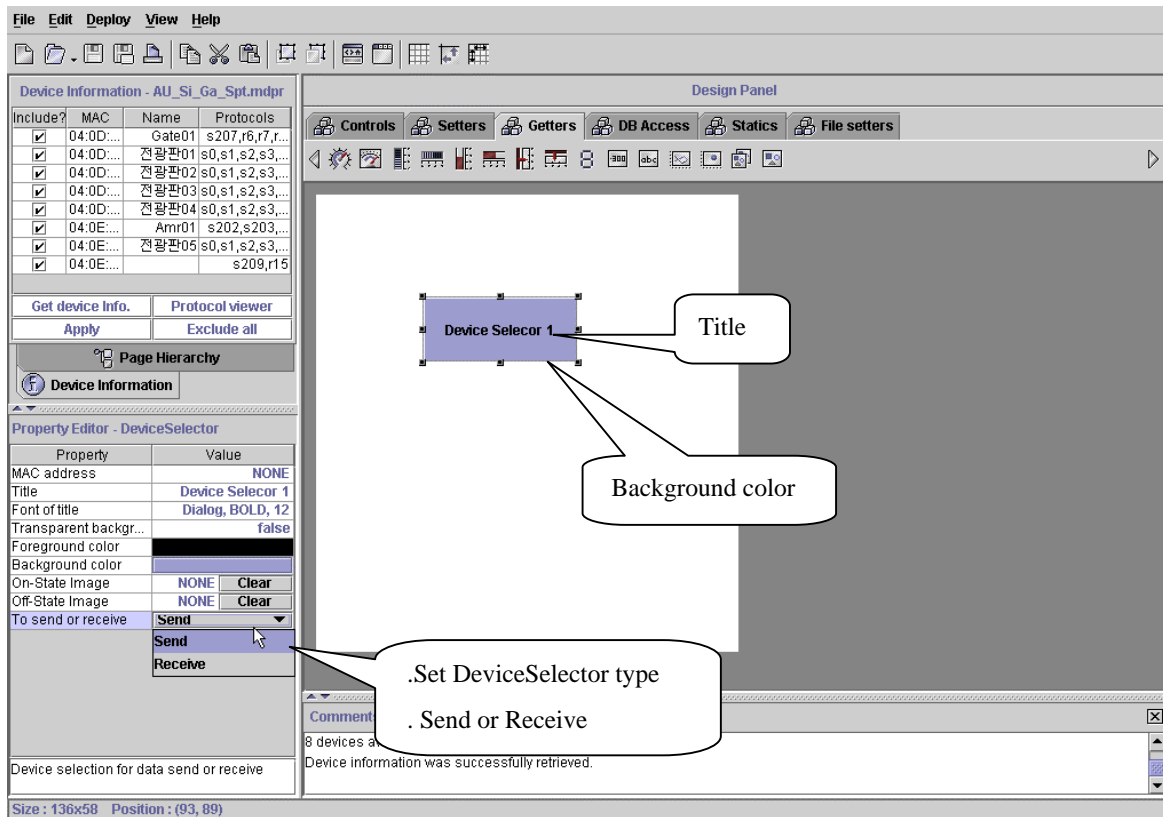 File Edit Deploy View Help
Device Information - AU_Si_Ga_Spt.mdpr
Include? MAC Name Protocols
04:0D:... Gate01 s207,r6,r7,r...
04:0D:... 전광판01 s0,s1,s2,s3,...
04:0D:... 전광판02 s0,s1,s2,s3,...
04:0D:... 전광판03 s0,s1,s2,s3,...
04:0D:... 전광판04 s0,s1,s2,s3,...
04:0E:... Amr01 s202,s203,...
04:0E:... 전광판05 s0,s1,s2,s3,...
04:0E:... s209,r15
Get device Info. Protocol viewer
Apply Exclude all
Page Hierarchy
Device Information
Property Editor - DeviceSelector
Property Value
MAC address NONE
Title Device Selecor 1
Font of title Dialog, BOLD, 12
Transparent backgr... false
Foreground color
Background color
On-State Image NONE Clear
Off-State Image NONE Clear
To send or receive Send
Send
Receive
Device selection for data send or receive
Size : 136x58 Position : (93, 89)
Design Panel
Controls Setters Getters DB Access Statics File setters
Device Selecor 1
Title
Background color
.Set DeviceSelector type
. Send or Receive
Comment
8 devices a
Device information was successfully retrieved.